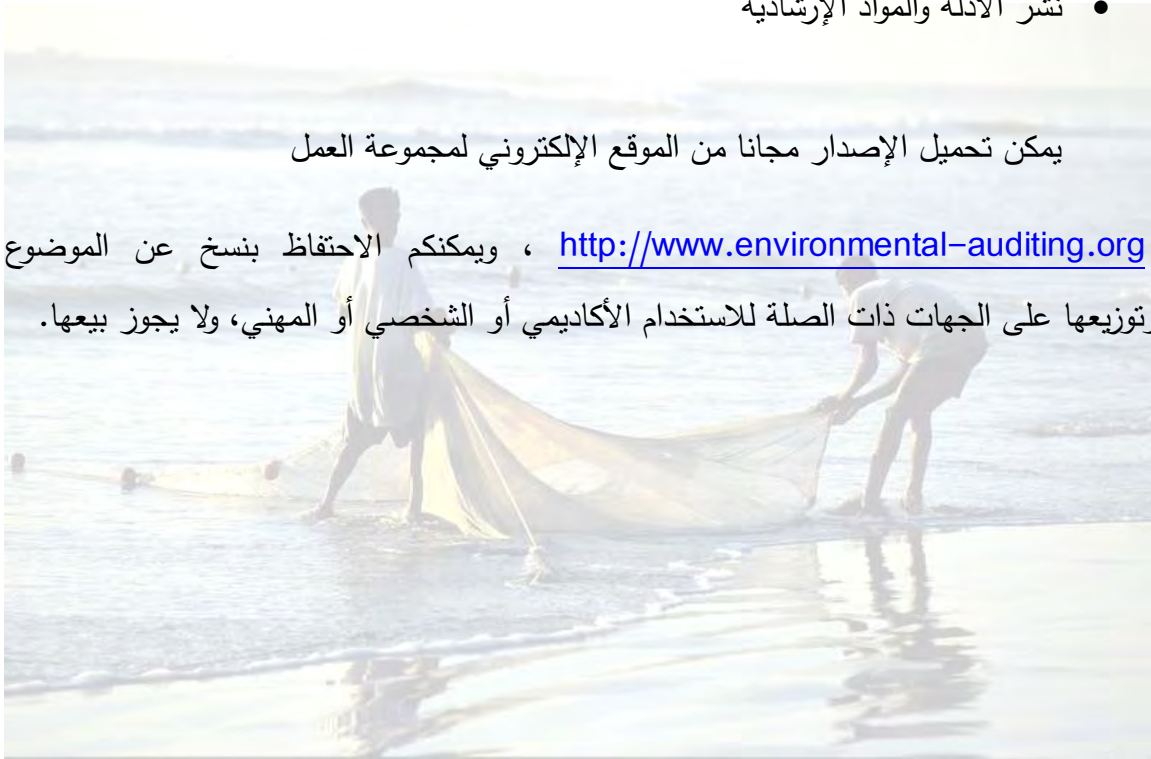 • نشر الأدلة والمواد الإرشادية
يمكن تحميل الإصدار مجانا من الموقع الإلكتروني لمجموعة العمل
http://www.environmental-auditing.org ، ويمكنكم الاحتفاظ بنسخ عن الموضوع
وتوزيعها على الجهات ذات الصلة للاستخدام الأكاديمي أو الشخصي أو المهني، ولا يجوز بيعها.